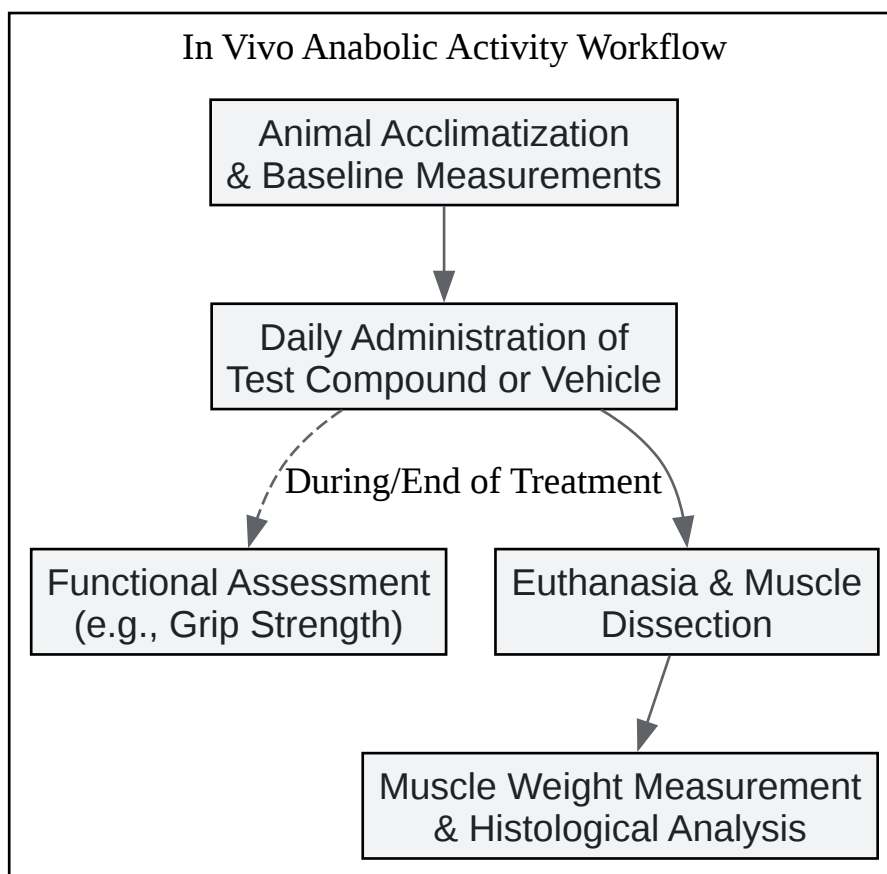 In Vivo Anabolic Activity Workflow
Animal Acclimatization
& Baseline Measurements
Daily Administration of
Test Compound or Vehicle
During/End of Treatment
Functional Assessment
(e.g., Grip Strength)
Euthanasia & Muscle
Dissection
Muscle Weight Measurement
& Histological Analysis